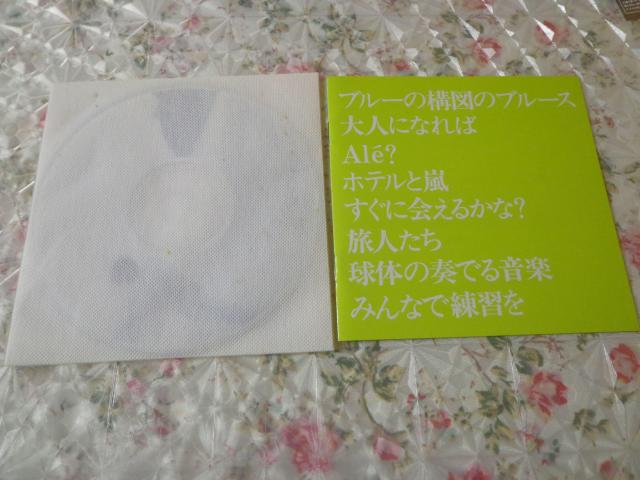 ブルーの構図のブルース
大人になれば
Alé?
ホテルと嵐
すぐに会えるかな?
旅人たち
球体の奏でる音楽
みんなで練習を